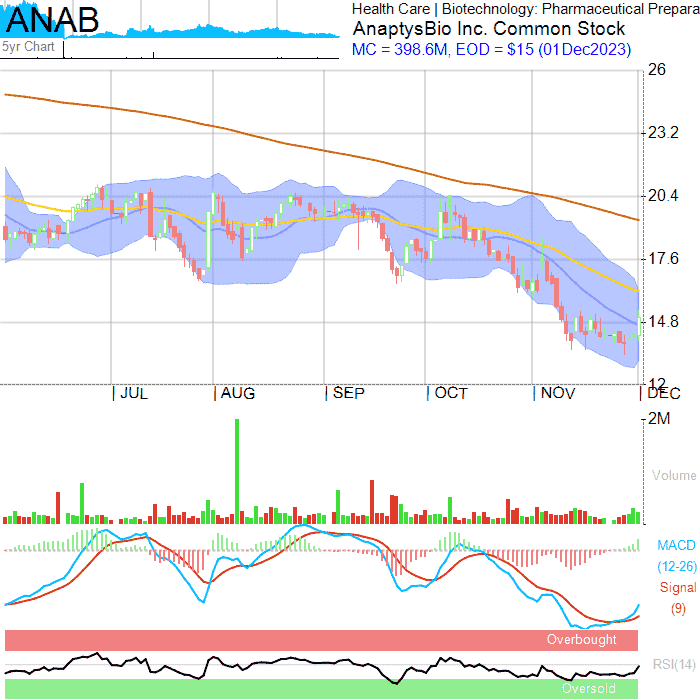 ANAB
5yr Chart
Health Care | Biotechnology: Pharmaceutical Prepara
AnaptysBio Inc. Common Stock
MC = 398.6M, EOD = $15 (01Dec2023)
26
23.2
20.4
17.6
14.8
12
JUL AUG SEP OCT NOV DEC
2M
Volume
MACD
(12-26)
Signal
(9)
Overbought
RSI(14)
Oversold